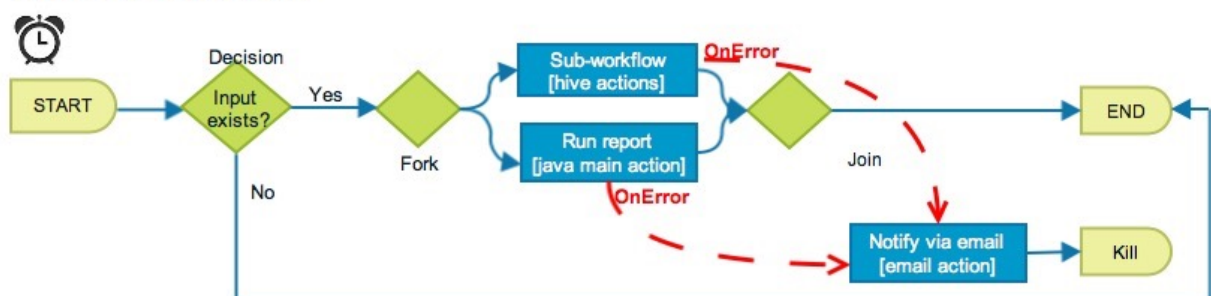 Decision
START
Input
exists?
Yes
No
Fork
Sub-workflow
[hive actions]
OnError
Run report
[java main action]
OnError
Join
END
Notify via email
[email action]
Kill